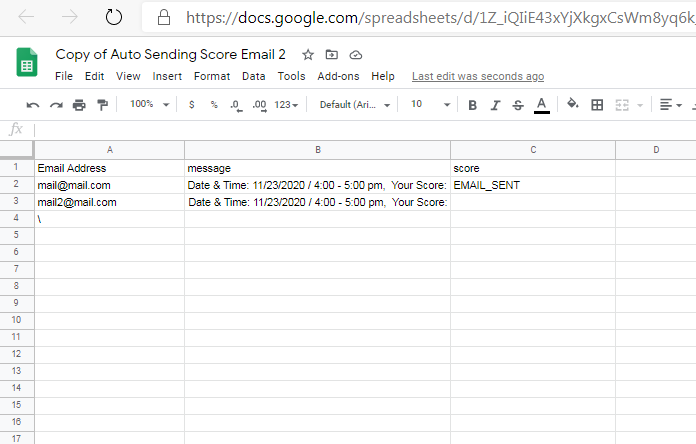 https://docs.google.com/spreadsheets/d/1Z_iQIiE43xYjXkgxCsWm8yq6k
Copy of Auto Sending Score Email 2
File Edit View Insert Format Data Tools Add-ons Help Last edit was seconds ago
100% $ % .0 .00 123 Default (Ari... 10 B I S A
fx
A B C D
1 Email Address message score
2 mail@mail.com Date & Time: 11/23/2020 / 4:00 - 5:00 pm, Your Score: EMAIL_SENT
3 mail2@mail.com Date & Time: 11/23/2020 / 4:00 - 5:00 pm, Your Score:
4 \
5
6
7
8
9
10
11
12
13
14
15
16
17